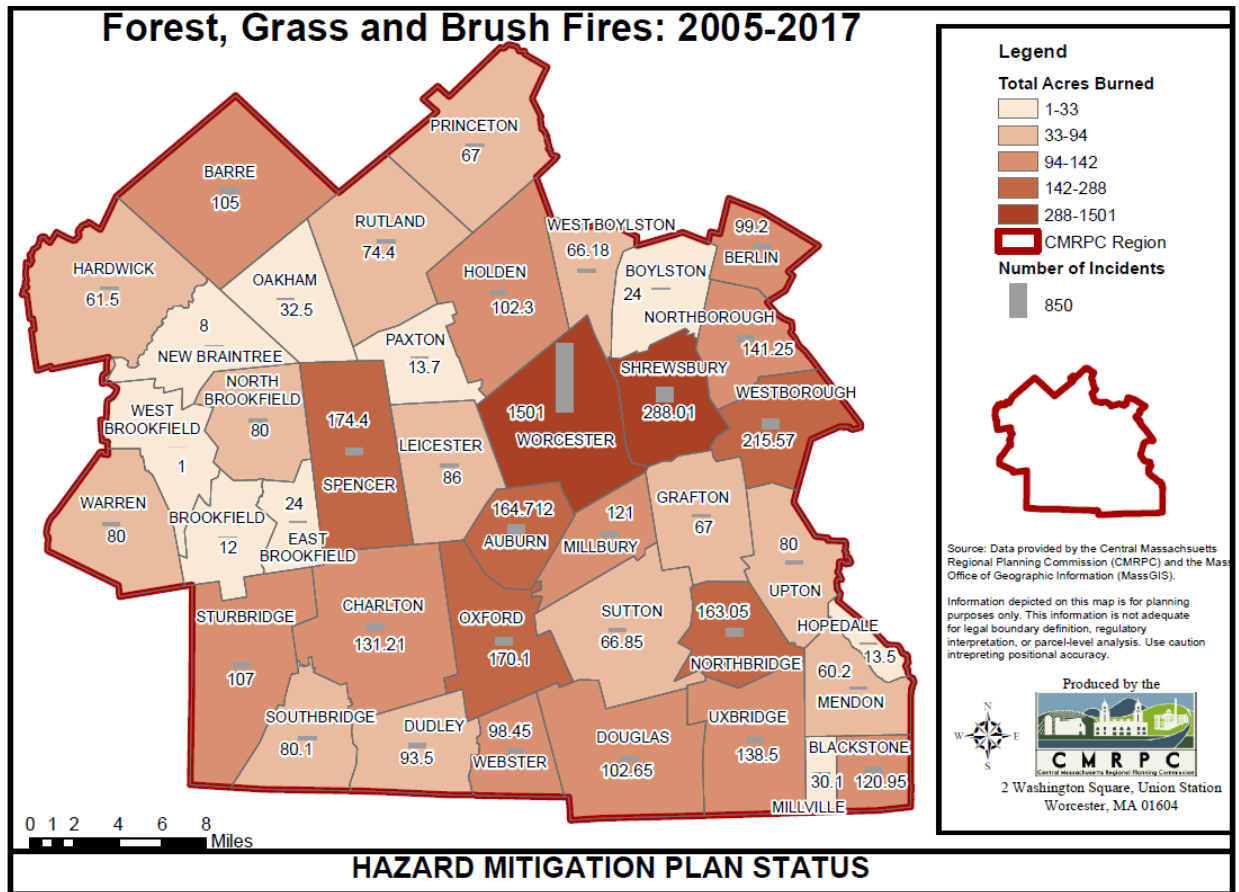 Forest, Grass and Brush Fires: 2005-2017
PRINCETON
67
BARRE
105
RUTLAND
74.4
WEST BOYLSTON
66.18
99.2
BERLIN
HARDWICK
61.5
OAKHAM
32.5
HOLDEN
102.3
BOYLSTON
24
8
NEW BRAINTREE
PAXTON
13.7
NORTHBOROUGH
141.25
NORTH
BROOKFIELD
80
SHREWSBURY
288.01
WESTBOROUGH
215.57
WEST
BROOKFIELD
1
174.4
SPENCER
LEICESTER
86
1501
WORCESTER
WARREN
80
BROOKFIELD
12
24
EAST
BROOKFIELD
164.712
AUBURN
121
MILLBURY
GRAFTON
67
80
UPTON
STURBRIDGE
107
CHARLTON
131.21
OXFORD
170.1
SUTTON
66.85
163.05
NORTHBRIDGE
HOPEDALE
13.5
60.2
MENDON
SOUTHBRIDGE
80.1
DUDLEY
93.5
98.45
WEBSTER
DOUGLAS
102.65
UXBRIDGE
138.5
BLACKSTONE
120.95
30.1
MILLVILLE
0 1 2 4 6 8
Miles
Legend
Total Acres Burned
1-33
33-94
94-142
142-288
288-1501
CMRPC Region
Number of Incidents
850
Source: Data provided by the Central Massachusetts
Regional Planning Commission (CMRPC) and the Mass
Office of Geographic Information (MassGIS).
Information depicted on this map is for planning
purposes only. This information is not adequate
for legal boundary definition, regulatory
interpretation, or parcel-level analysis. Use caution
intrepreting positional accuracy.
Produced by the
N
W E
S
CMRPC
Central Massachusetts Regional Planning Commission
2 Washington Square, Union Station
Worcester, MA 01604
HAZARD MITIGATION PLAN STATUS